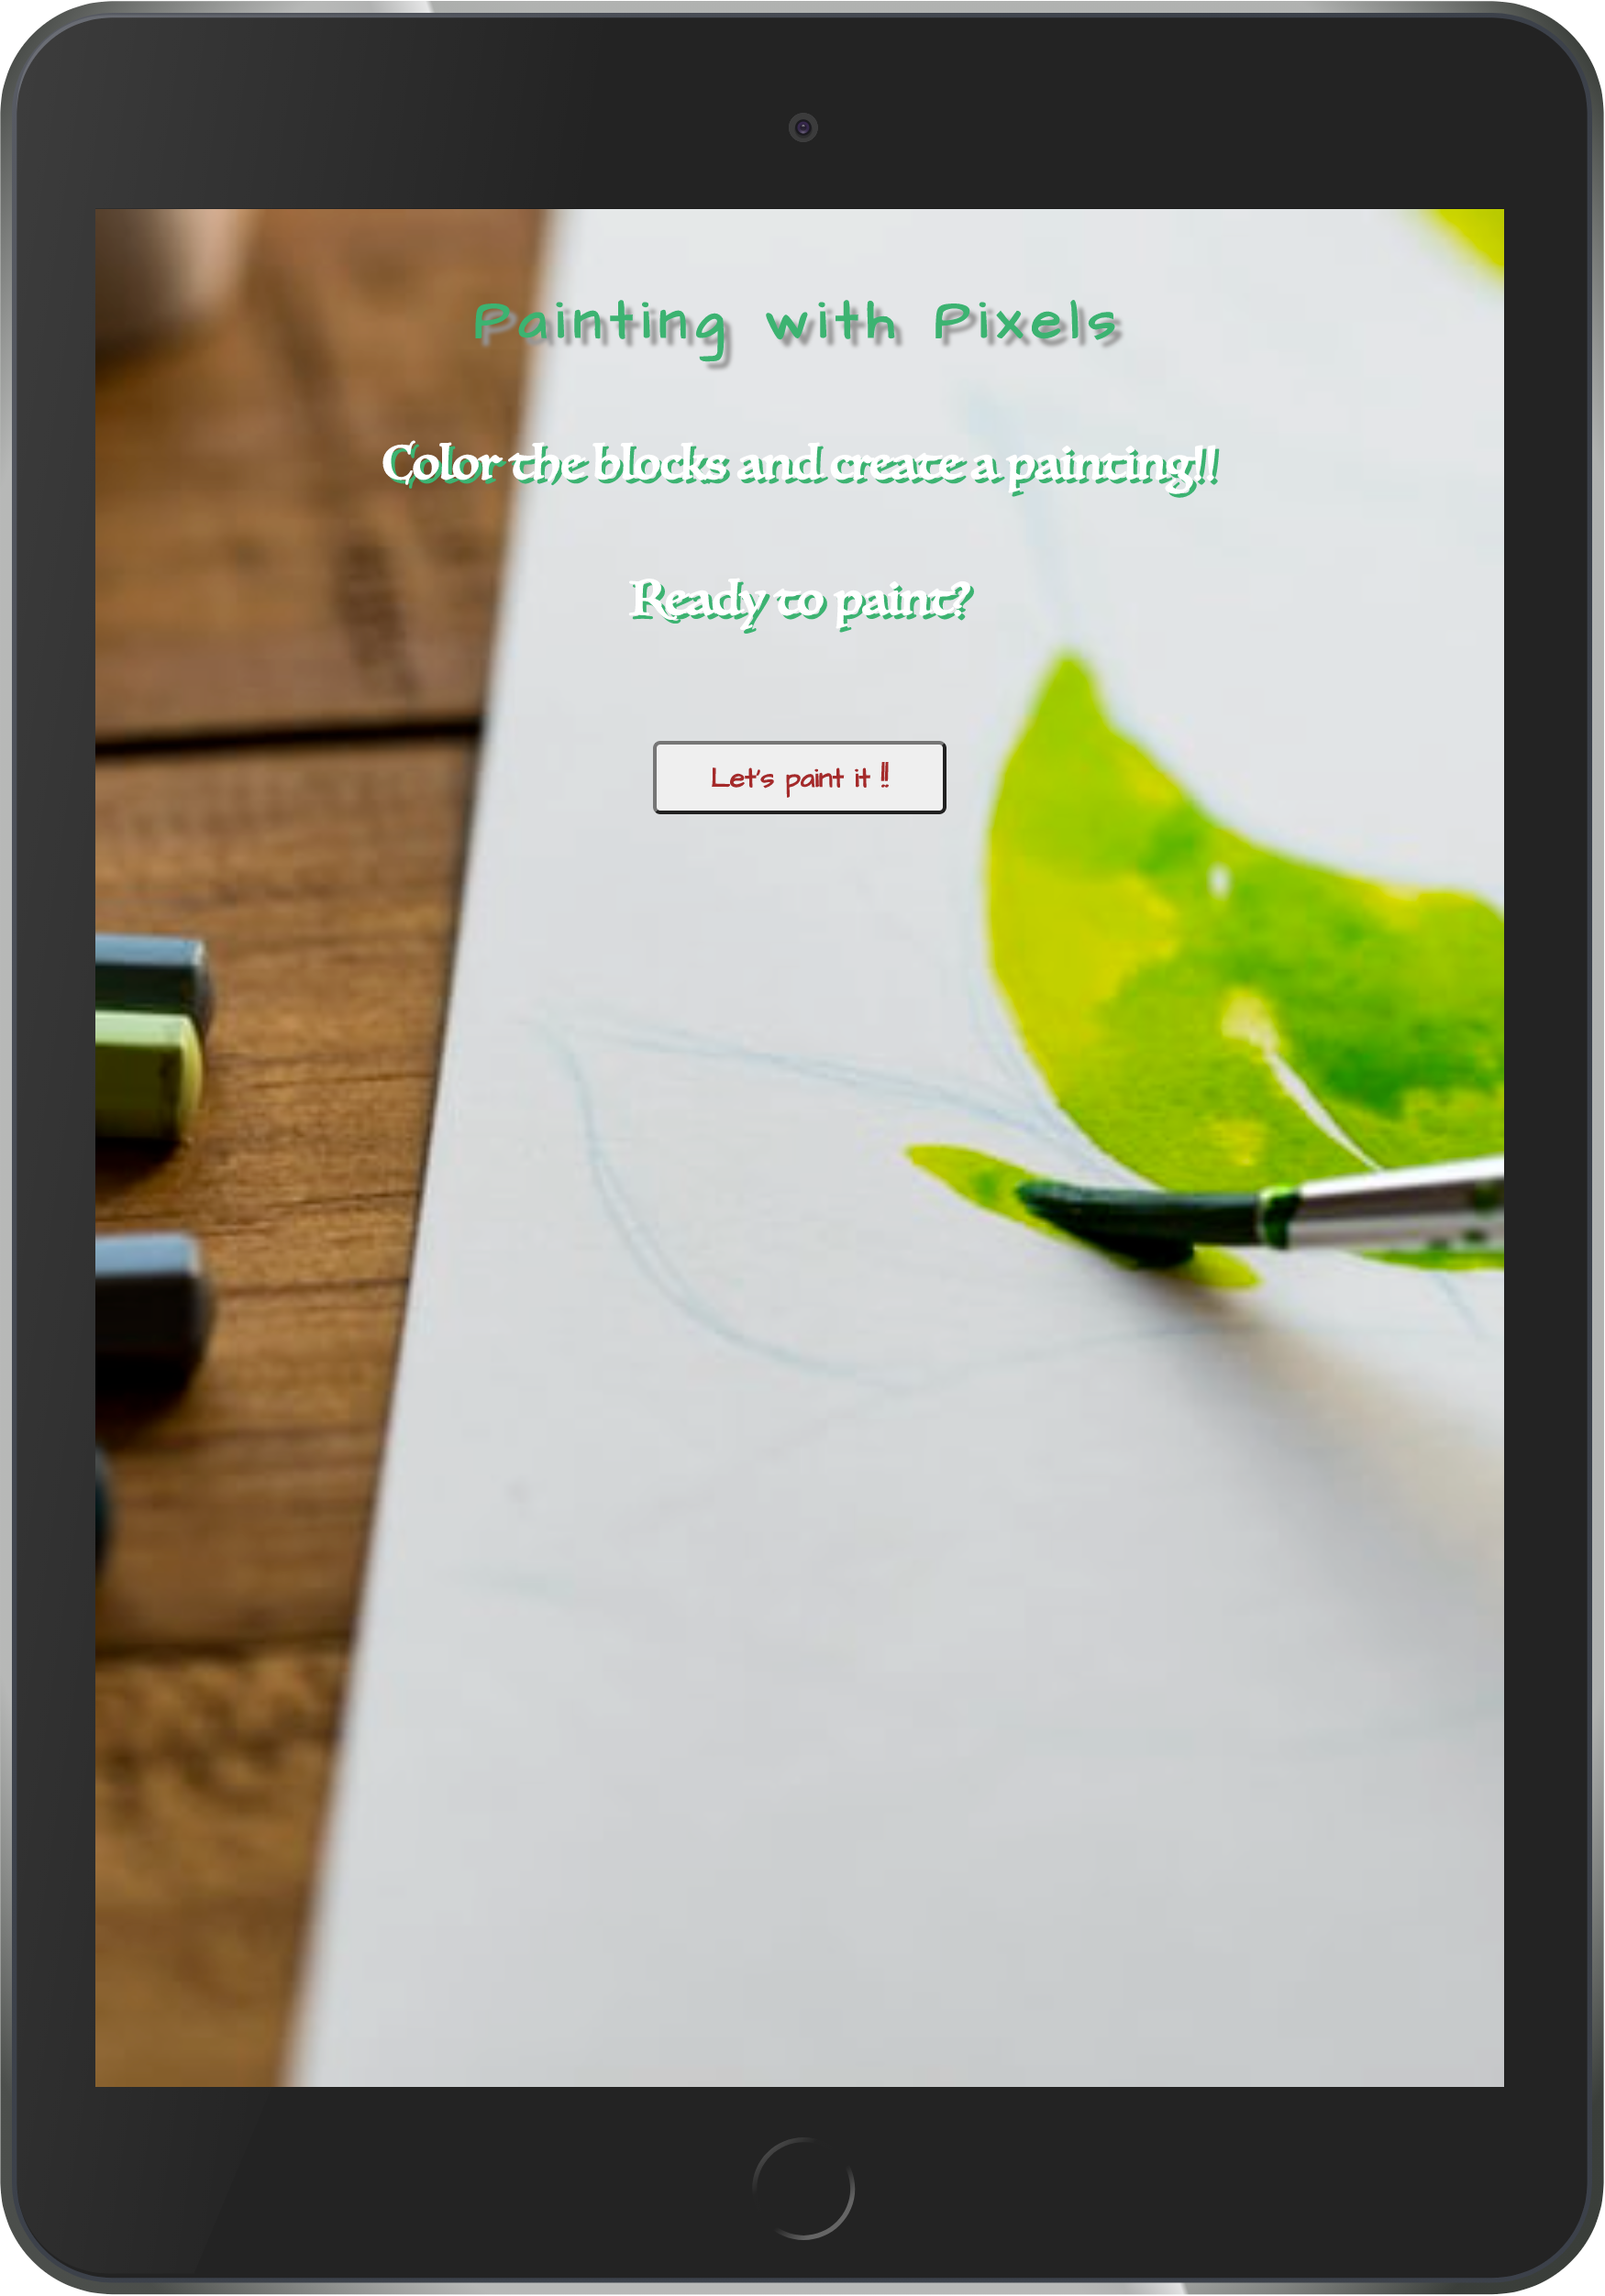 Painting with Pixels
Color the blocks and create a painting!!
Ready to paint?
Let's paint it !!